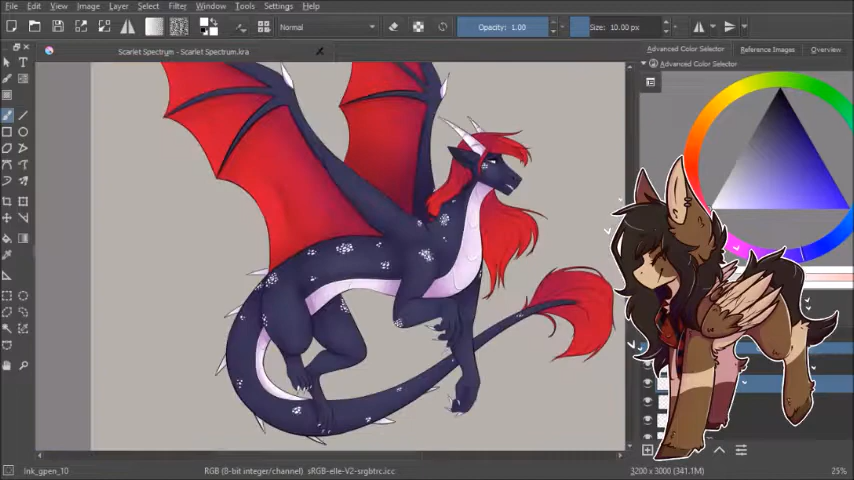 File Edit View Image Layer Select Filter Window Tools Settings Help
Normal Opacity: 1.00 Size: 10.00 px
Scarlet Spectrum - Scarlet Spectrum.kra
Advanced Color Selector Reference Images Overview
Advanced Color Selector
Ink_gpen_10 RGB (8-bit integer/channel) sRGB-elle-V2-srgbtrc.icc 3200 x 3000 (341.1M) 25%